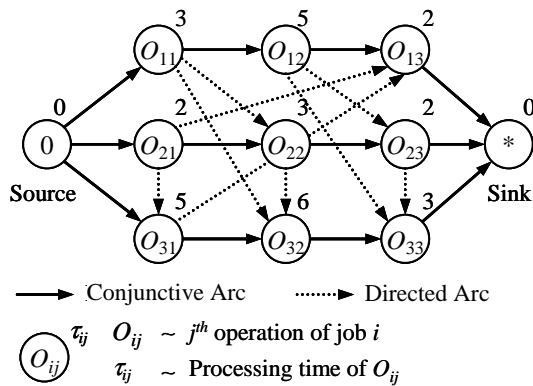 3 5 2
O11 O12 O13
0 2 3 2 0
0 O21 O22 O23 *
Source 5 6 3 Sink
O31 O32 O33
Conjunctive Arc Directed Arc
τij Oij ~ jth operation of job i
Oij τij ~ Processing time of Oij